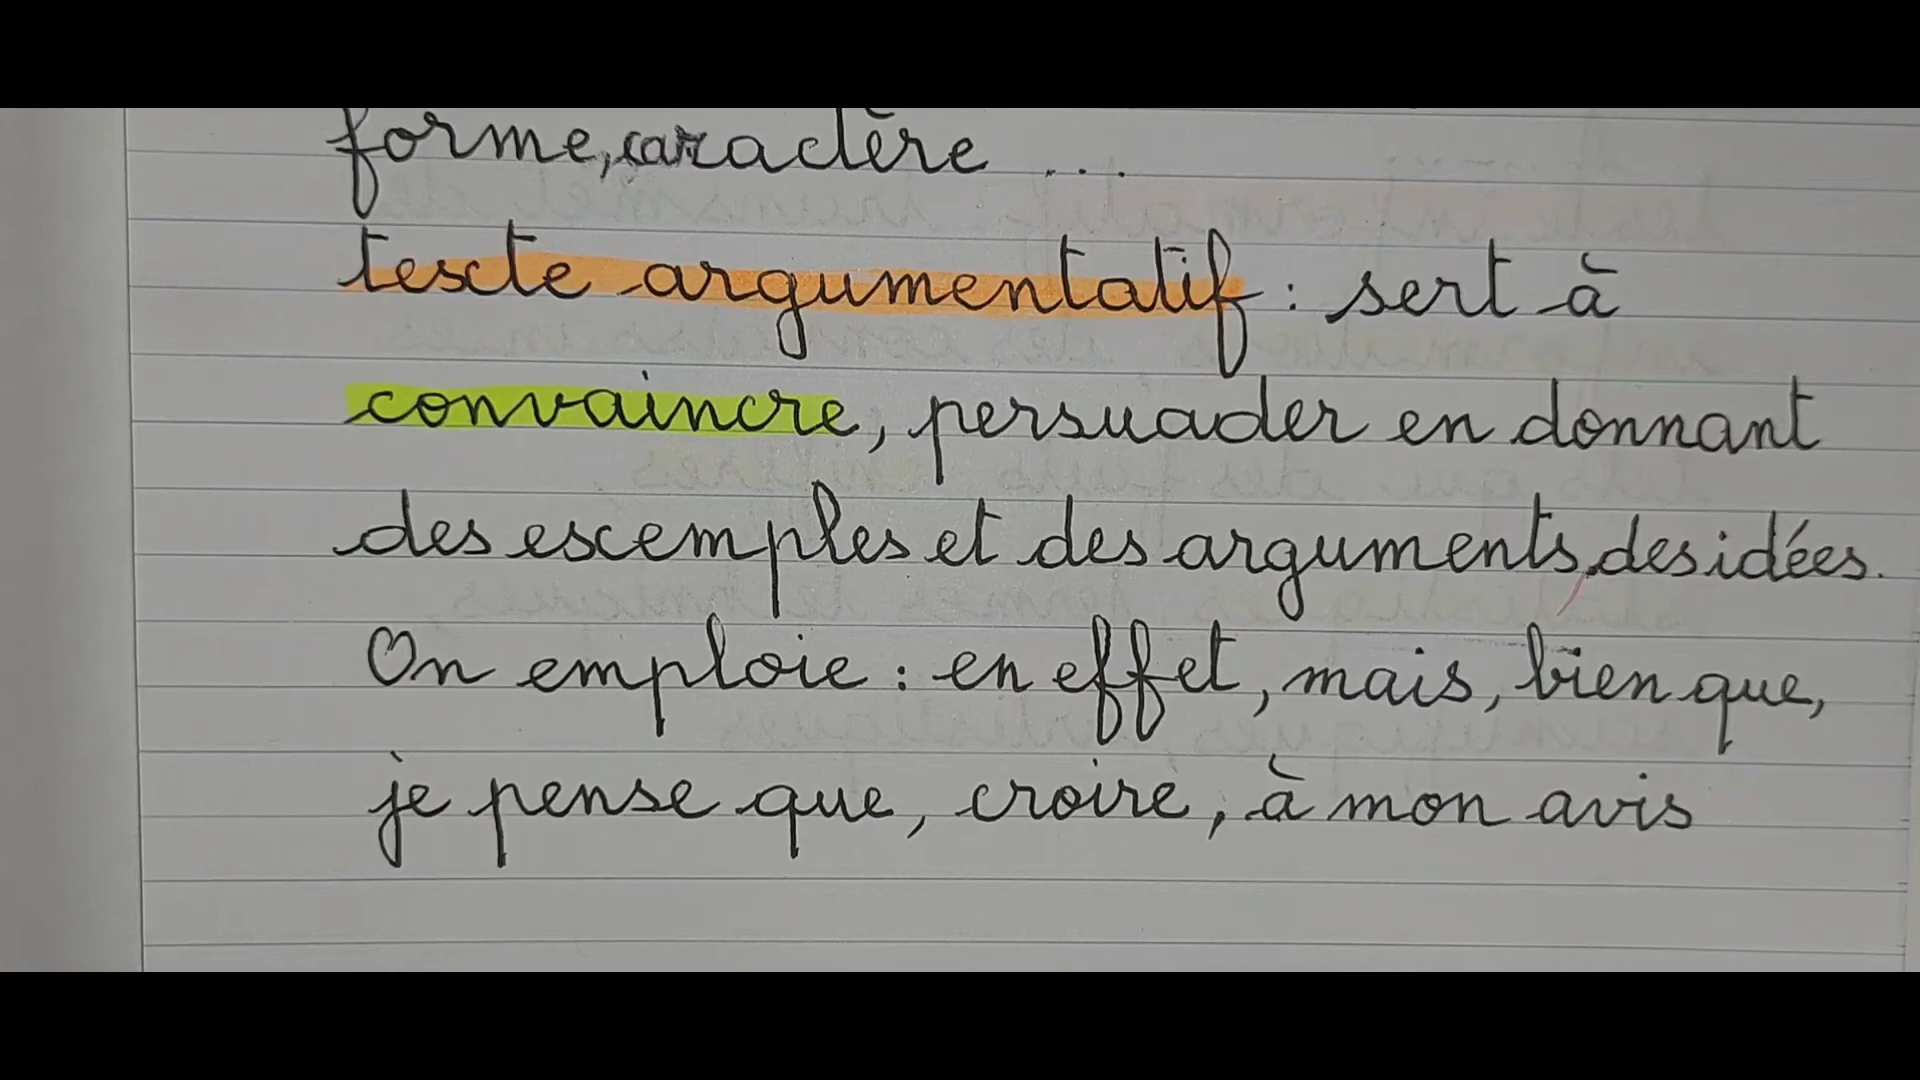 forme, caractère ...
texte argumentatif : sert à
convaincre, persuader en donnant
des exemples et des arguments, des idées.
On emploie : en effet, mais, bien que,
je pense que, croire, à mon avis